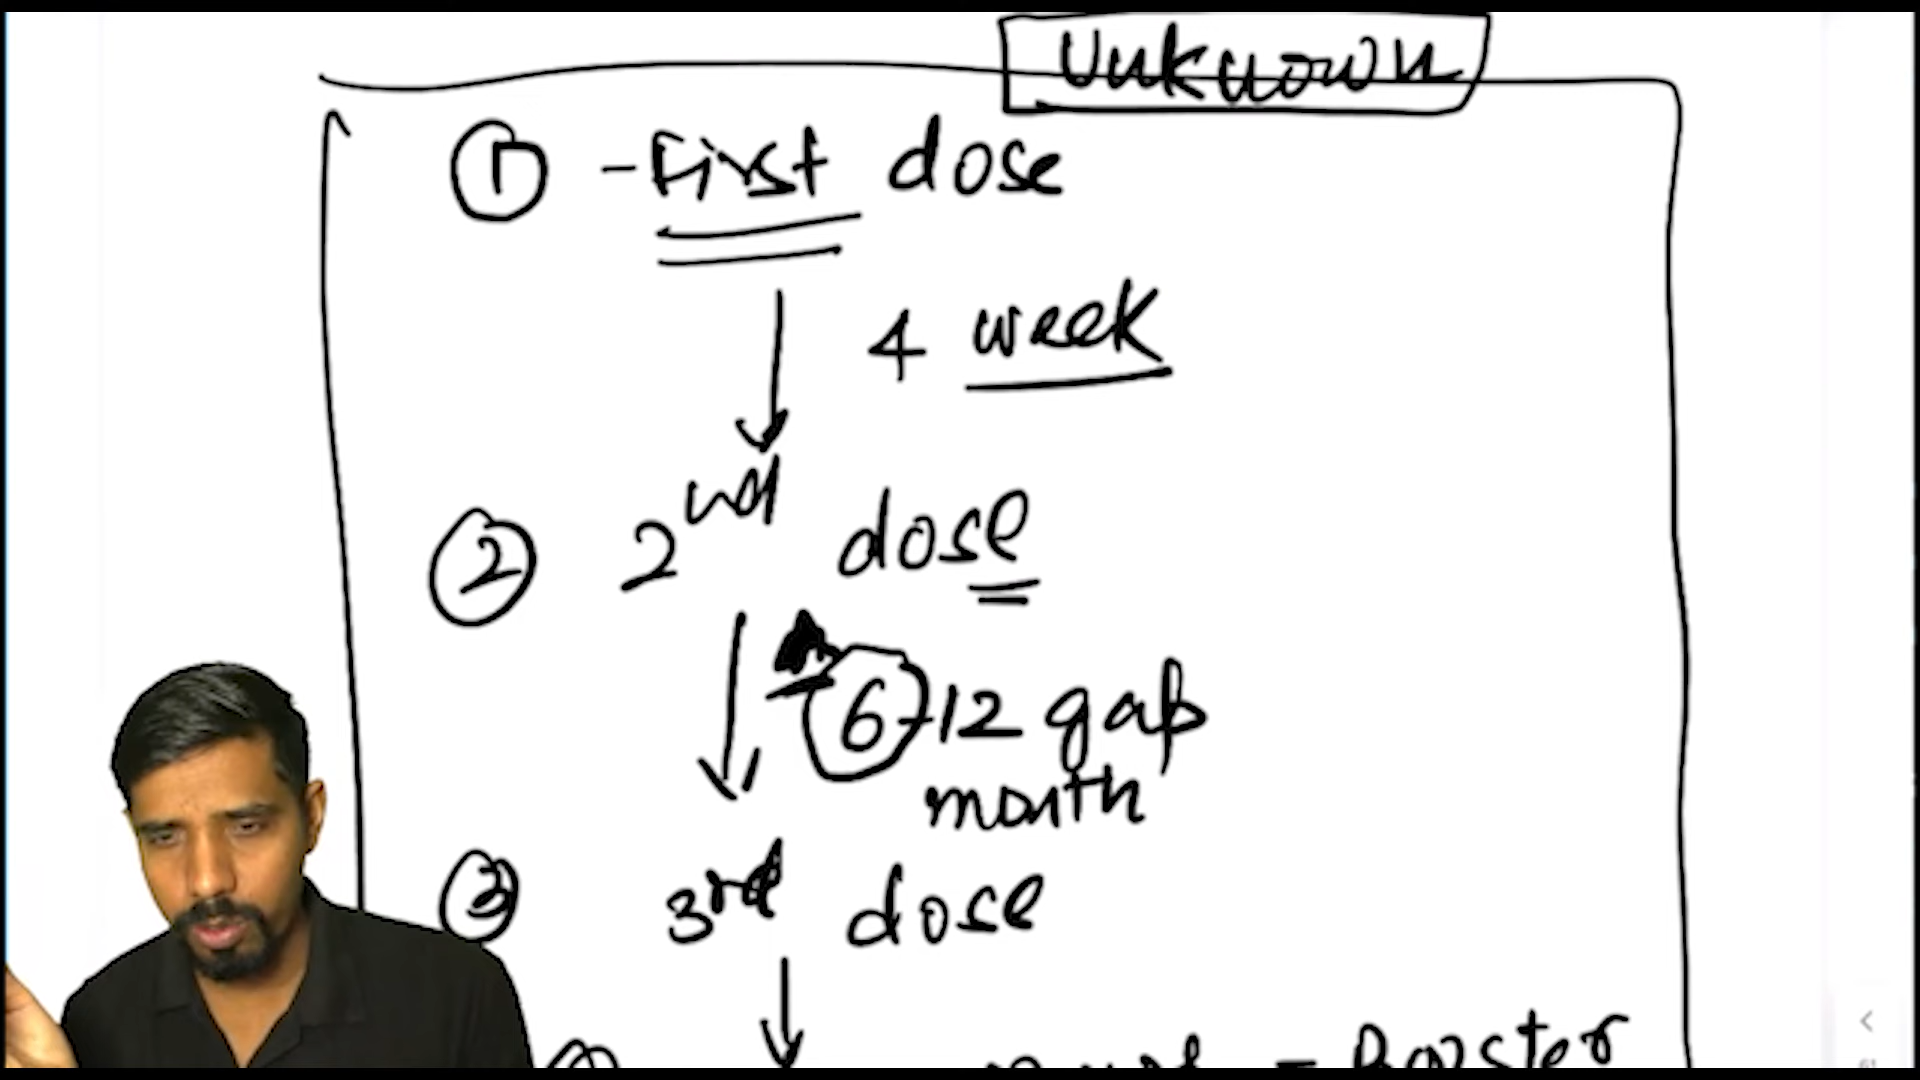 Unknown
① - First dose
4 week
② 2nd dose
6-12 gap
month
③ 3rd dose
- Booster